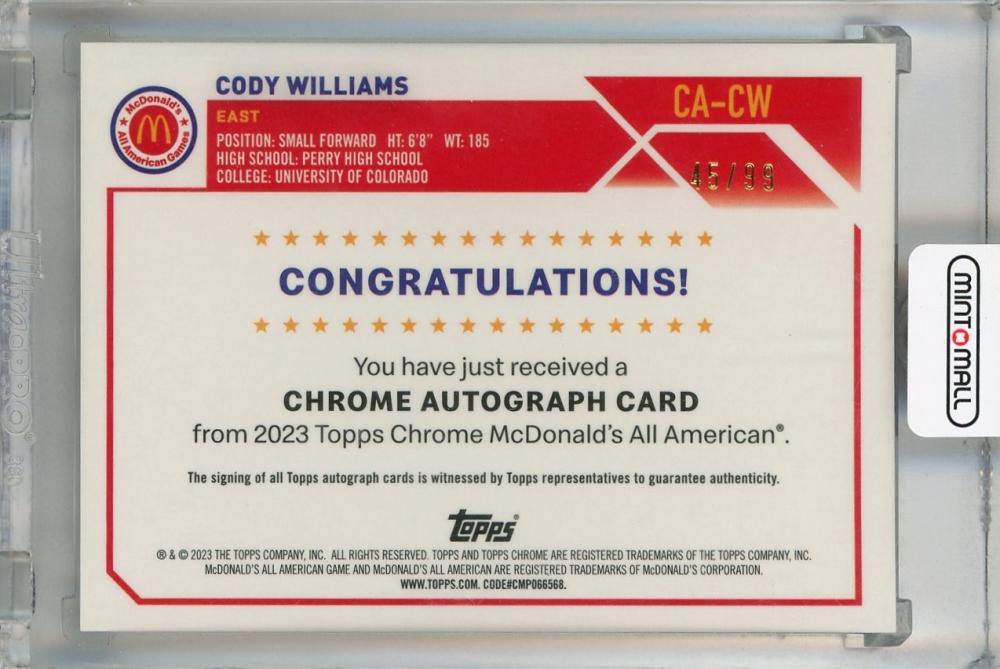 McDonald's
All American Games
CODY WILLIAMS
EAST
POSITION: SMALL FORWARD HT: 6'8" WT: 185
HIGH SCHOOL: PERRY HIGH SCHOOL
COLLEGE: UNIVERSITY OF COLORADO
CA-CW
45/99
CONGRATULATIONS!
You have just received a
CHROME AUTOGRAPH CARD
from 2023 Topps Chrome McDonald's All American®.
The signing of all Topps autograph cards is witnessed by Topps representatives to guarantee authenticity.
topps®
® & © 2023 THE TOPPS COMPANY, INC. ALL RIGHTS RESERVED. TOPPS AND TOPPS CHROME ARE REGISTERED TRADEMARKS OF THE TOPPS COMPANY, INC.
McDONALD'S ALL AMERICAN GAME AND McDONALD'S ALL AMERICAN ARE REGISTERED TRADEMARKS OF McDONALD'S CORPORATION.
WWW.TOPPS.COM. CODE#CMP066568.
MINT MALL